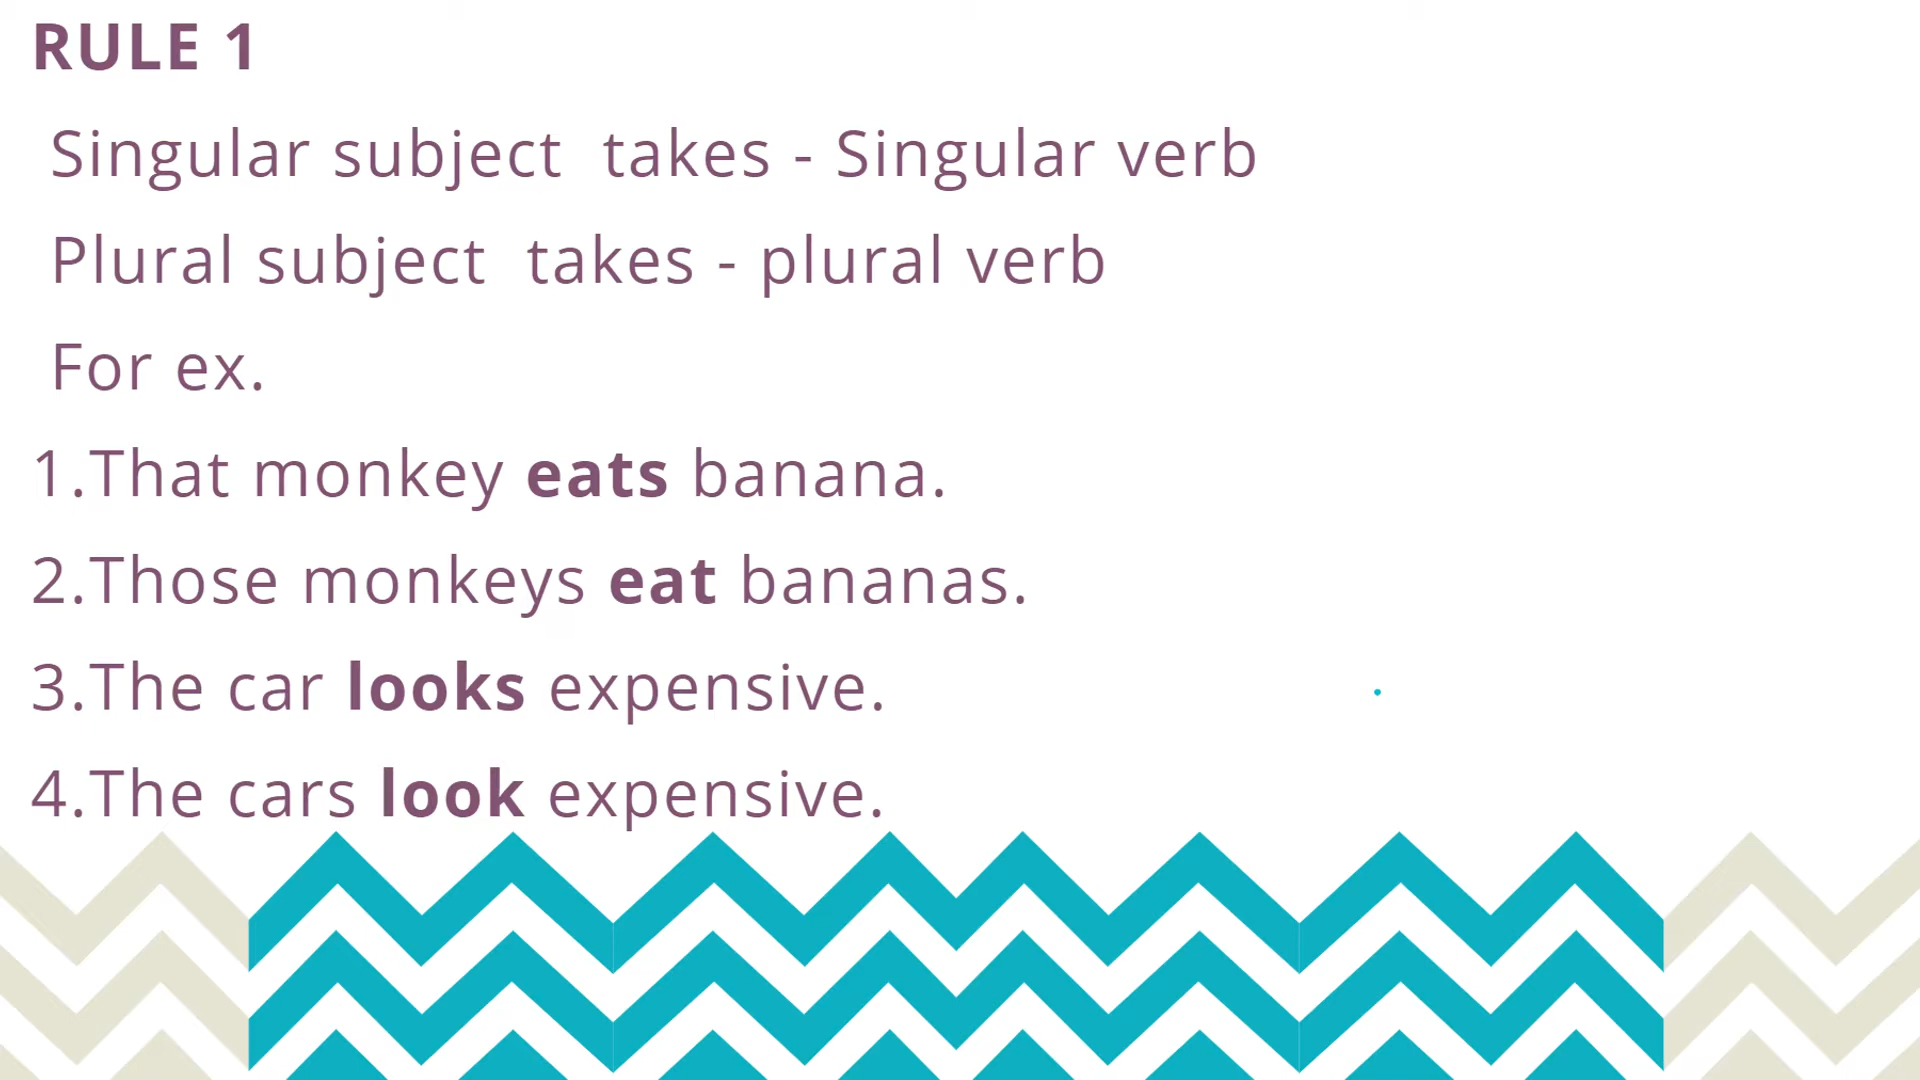 RULE 1
Singular subject  takes - Singular verb
Plural subject  takes - plural verb
For ex.
1.That monkey eats banana.
2.Those monkeys eat bananas.
3.The car looks expensive.
4.The cars look expensive.